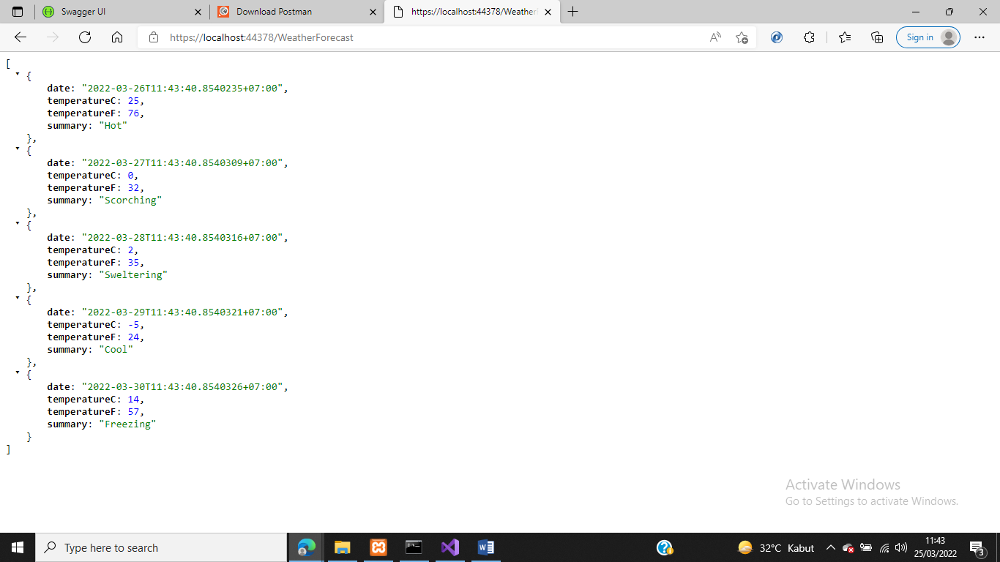 Swagger UI
Download Postman
https://localhost:44378/Weather
https://localhost:44378/WeatherForecast
Sign in
[
{
date: "2022-03-26T11:43:40.8540235+07:00",
temperatureC: 25,
temperatureF: 76,
summary: "Hot"
},
{
date: "2022-03-27T11:43:40.8540309+07:00",
temperatureC: 0,
temperatureF: 32,
summary: "Scorching"
},
{
date: "2022-03-28T11:43:40.8540316+07:00",
temperatureC: 2,
temperatureF: 35,
summary: "Sweltering"
},
{
date: "2022-03-29T11:43:40.8540321+07:00",
temperatureC: -5,
temperatureF: 24,
summary: "Cool"
},
{
date: "2022-03-30T11:43:40.8540326+07:00",
temperatureC: 14,
temperatureF: 57,
summary: "Freezing"
}
]
Activate Windows
Go to Settings to activate Windows.
Type here to search
32°C Kabut
11:43
25/03/2022
3